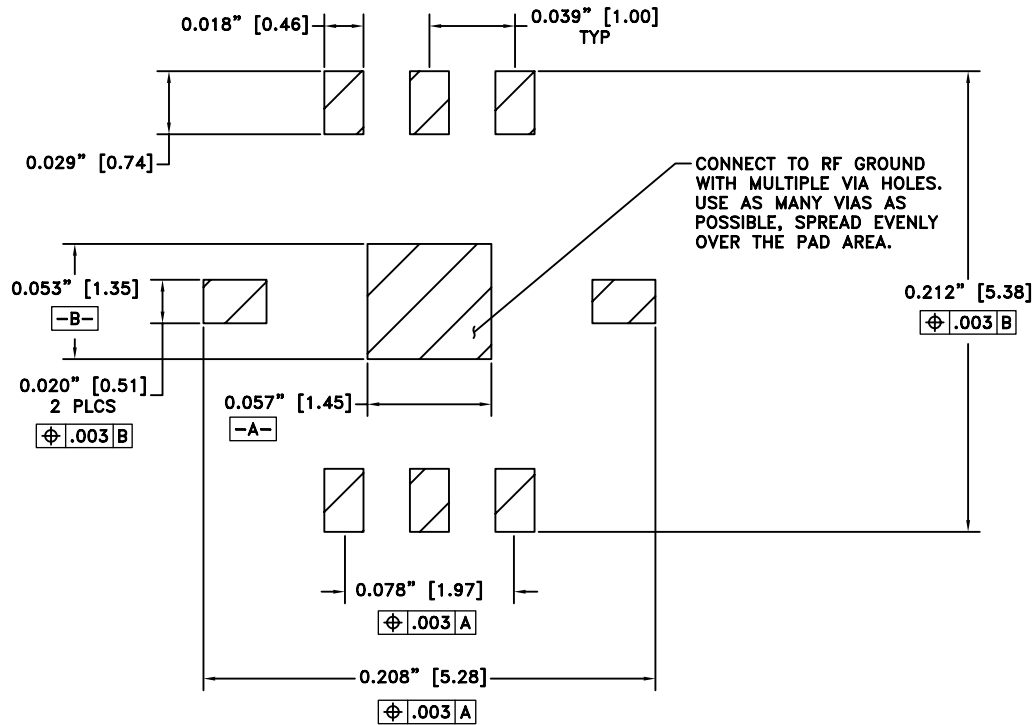 0.018" [0.46]
0.039" [1.00]
TYP
0.029" [0.74]
CONNECT TO RF GROUND
WITH MULTIPLE VIA HOLES.
USE AS MANY VIAS AS
POSSIBLE, SPREAD EVENLY
OVER THE PAD AREA.
0.053" [1.35]
-B-
0.212" [5.38]
⌖ .003 B
0.020" [0.51]
2 PLCS
⌖ .003 B
0.057" [1.45]
-A-
0.078" [1.97]
⌖ .003 A
0.208" [5.28]
⌖ .003 A